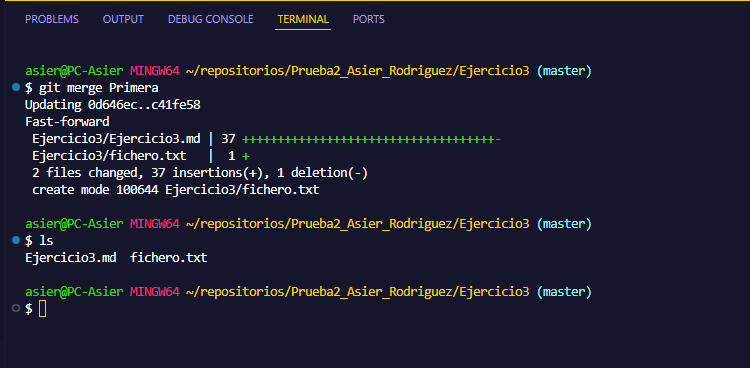 PROBLEMS OUTPUT DEBUG CONSOLE TERMINAL PORTS
asier@PC-Asier MINGW64 ~/repositorios/Prueba2_Asier_Rodriguez/Ejercicio3 (master)
$ git merge Primera
Updating 0d646ec..c41fe58
Fast-forward
 Ejercicio3/Ejercicio3.md | 37 ++++++++++++++++++++++++++++++++++++-
 Ejercicio3/fichero.txt   |  1 +
 2 files changed, 37 insertions(+), 1 deletion(-)
 create mode 100644 Ejercicio3/fichero.txt
asier@PC-Asier MINGW64 ~/repositorios/Prueba2_Asier_Rodriguez/Ejercicio3 (master)
$ ls
Ejercicio3.md  fichero.txt
asier@PC-Asier MINGW64 ~/repositorios/Prueba2_Asier_Rodriguez/Ejercicio3 (master)
$